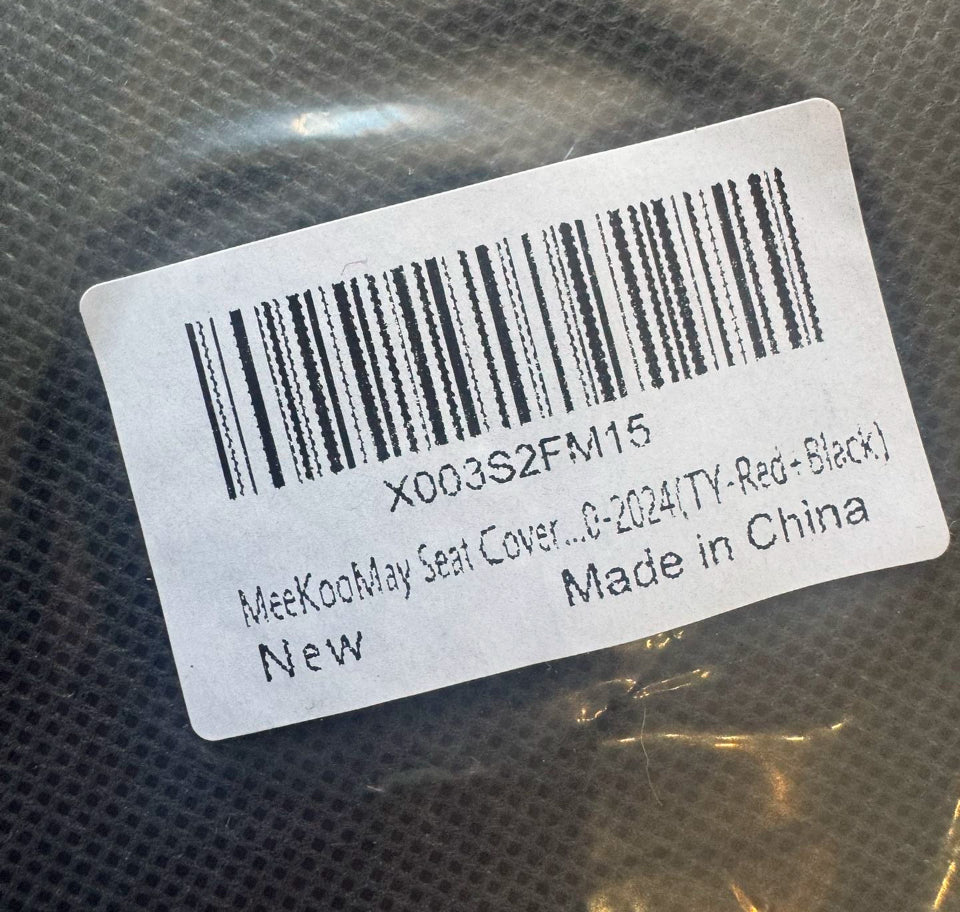 X003S2FM15
MeeKooMay Seat Cover...0-2024(TY-Red+Black)
New
Made in China